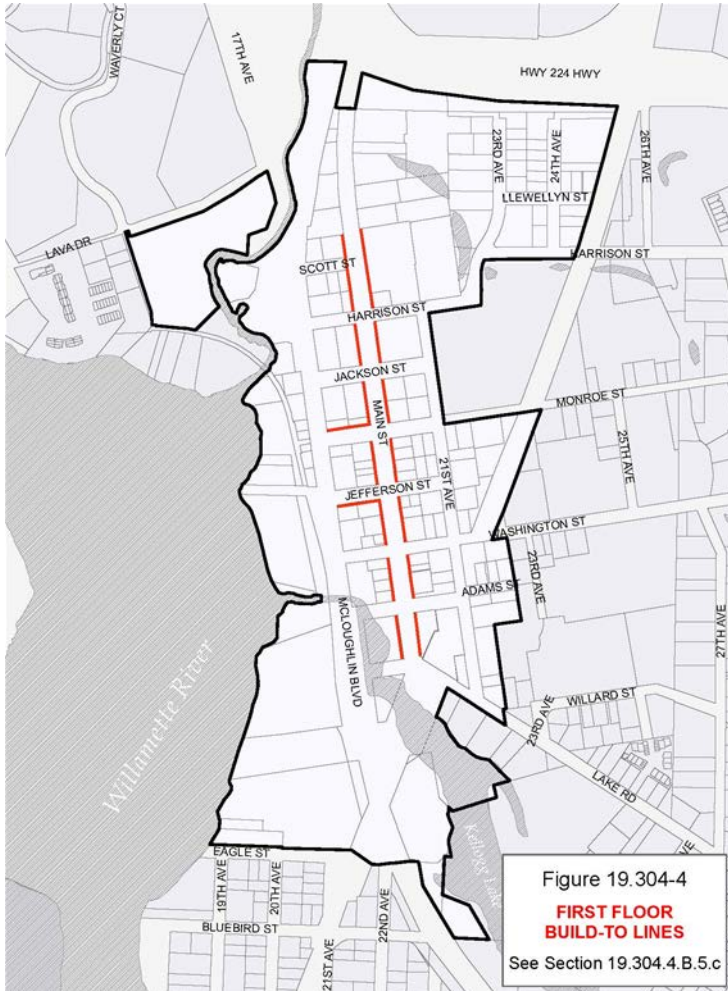 WAVERLY CT
17TH AVE
HWY 224 HWY
23RD AVE
24TH AVE
26TH AVE
LLEWELLYN ST
LAVA DR
SCOTT ST
HARRISON ST
HARRISON ST
JACKSON ST
MAIN ST
MONROE ST
21ST AVE
25TH AVE
JEFFERSON ST
WASHINGTON ST
23RD AVE
ADAMS ST
MCLOUGHLIN BLVD
27TH AVE
Willamette River
WILLARD ST
23RD AVE
LAKE RD
Kellogg Lake
EAGLE ST
19TH AVE
20TH AVE
22ND AVE
BLUEBIRD ST
21ST AVE
Figure 19.304-4
FIRST FLOOR
BUILD-TO LINES
See Section 19.304.4.B.5.c